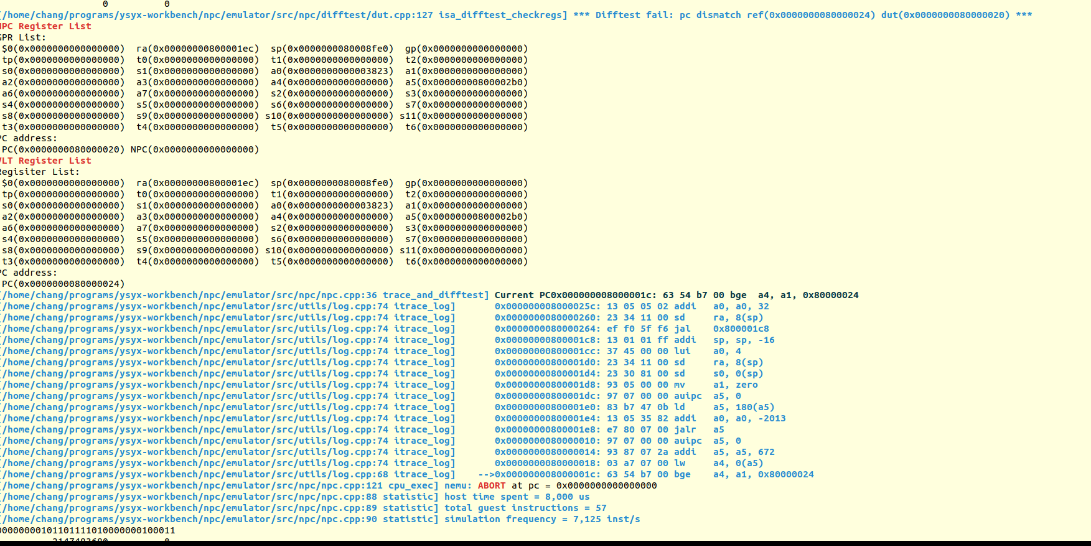 0 0
[/home/chang/programs/ysyx-workbench/npc/emulator/src/npc/difftest/dut.cpp:127 isa_difftest_checkregs] *** Difftest fail: pc dismatch ref(0x0000000080000024) dut(0x0000000080000020) ***
NPC Register List
GPR List:
$0(0x0000000000000000) ra(0x00000000800001ec) sp(0x0000000080008fe0) gp(0x0000000000000000)
tp(0x0000000000000000) t0(0x0000000000000000) t1(0x0000000000000000) t2(0x0000000000000000)
s0(0x0000000000000000) s1(0x0000000000000000) a0(0x0000000000003823) a1(0x0000000000000000)
a2(0x0000000000000000) a3(0x0000000000000000) a4(0x0000000000000000) a5(0x00000000800002b0)
a6(0x0000000000000000) a7(0x0000000000000000) s2(0x0000000000000000) s3(0x0000000000000000)
s4(0x0000000000000000) s5(0x0000000000000000) s6(0x0000000000000000) s7(0x0000000000000000)
s8(0x0000000000000000) s9(0x0000000000000000) s10(0x0000000000000000) s11(0x0000000000000000)
t3(0x0000000000000000) t4(0x0000000000000000) t5(0x0000000000000000) t6(0x0000000000000000)
PC address:
PC(0x0000000080000020) NPC(0x0000000000000000)
VLT Register List
Regisiter List:
$0(0x0000000000000000) ra(0x00000000800001ec) sp(0x0000000080008fe0) gp(0x0000000000000000)
tp(0x0000000000000000) t0(0x0000000000000000) t1(0x0000000000000000) t2(0x0000000000000000)
s0(0x0000000000000000) s1(0x0000000000000000) a0(0x0000000000003823) a1(0x0000000000000000)
a2(0x0000000000000000) a3(0x0000000000000000) a4(0x0000000000000000) a5(0x00000000800002b0)
a6(0x0000000000000000) a7(0x0000000000000000) s2(0x0000000000000000) s3(0x0000000000000000)
s4(0x0000000000000000) s5(0x0000000000000000) s6(0x0000000000000000) s7(0x0000000000000000)
s8(0x0000000000000000) s9(0x0000000000000000) s10(0x0000000000000000) s11(0x0000000000000000)
t3(0x0000000000000000) t4(0x0000000000000000) t5(0x0000000000000000) t6(0x0000000000000000)
PC address:
PC(0x0000000080000024)
[/home/chang/programs/ysyx-workbench/npc/emulator/src/npc/npc.cpp:36 trace_and_difftest] Current PC0x000000008000001c: 63 54 b7 00 bge a4, a1, 0x80000024
[/home/chang/programs/ysyx-workbench/npc/emulator/src/utils/log.cpp:74 itrace_log] 0x000000008000025c: 13 05 05 02 addi a0, a0, 32
[/home/chang/programs/ysyx-workbench/npc/emulator/src/utils/log.cpp:74 itrace_log] 0x0000000080000260: 23 34 11 00 sd ra, 8(sp)
[/home/chang/programs/ysyx-workbench/npc/emulator/src/utils/log.cpp:74 itrace_log] 0x0000000080000264: ef f0 5f f6 jal 0x800001c8
[/home/chang/programs/ysyx-workbench/npc/emulator/src/utils/log.cpp:74 itrace_log] 0x00000000800001c8: 13 01 01 ff addi sp, sp, -16
[/home/chang/programs/ysyx-workbench/npc/emulator/src/utils/log.cpp:74 itrace_log] 0x00000000800001cc: 37 45 00 00 lui a0, 4
[/home/chang/programs/ysyx-workbench/npc/emulator/src/utils/log.cpp:74 itrace_log] 0x00000000800001d0: 23 34 11 00 sd ra, 8(sp)
[/home/chang/programs/ysyx-workbench/npc/emulator/src/utils/log.cpp:74 itrace_log] 0x00000000800001d4: 23 30 81 00 sd s0, 0(sp)
[/home/chang/programs/ysyx-workbench/npc/emulator/src/utils/log.cpp:74 itrace_log] 0x00000000800001d8: 93 05 00 00 mv a1, zero
[/home/chang/programs/ysyx-workbench/npc/emulator/src/utils/log.cpp:74 itrace_log] 0x00000000800001dc: 97 07 00 00 auipc a5, 0
[/home/chang/programs/ysyx-workbench/npc/emulator/src/utils/log.cpp:74 itrace_log] 0x00000000800001e0: 83 b7 47 0b ld a5, 180(a5)
[/home/chang/programs/ysyx-workbench/npc/emulator/src/utils/log.cpp:74 itrace_log] 0x00000000800001e4: 13 05 35 82 addi a0, a0, -2013
[/home/chang/programs/ysyx-workbench/npc/emulator/src/utils/log.cpp:74 itrace_log] 0x00000000800001e8: e7 80 07 00 jalr a5
[/home/chang/programs/ysyx-workbench/npc/emulator/src/utils/log.cpp:74 itrace_log] 0x0000000080000010: 97 07 00 00 auipc a5, 0
[/home/chang/programs/ysyx-workbench/npc/emulator/src/utils/log.cpp:74 itrace_log] 0x0000000080000014: 93 87 07 2a addi a5, a5, 672
[/home/chang/programs/ysyx-workbench/npc/emulator/src/utils/log.cpp:74 itrace_log] 0x0000000080000018: 03 a7 07 00 lw a4, 0(a5)
[/home/chang/programs/ysyx-workbench/npc/emulator/src/utils/log.cpp:68 itrace_log] -->0x000000008000001c: 63 54 b7 00 bge a4, a1, 0x80000024
[/home/chang/programs/ysyx-workbench/npc/emulator/src/npc/npc.cpp:121 cpu_exec] nemu: ABORT at pc = 0x0000000000000000
[/home/chang/programs/ysyx-workbench/npc/emulator/src/npc/npc.cpp:88 statistic] host time spent = 8,000 us
[/home/chang/programs/ysyx-workbench/npc/emulator/src/npc/npc.cpp:89 statistic] total guest instructions = 57
[/home/chang/programs/ysyx-workbench/npc/emulator/src/npc/npc.cpp:90 statistic] simulation frequency = 7,125 inst/s